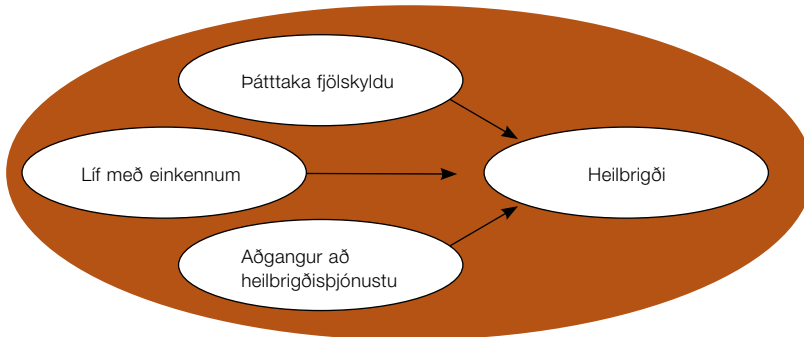 Þátttaka fjölskyldu
Líf með einkennum
Heilbrigði
Aðgangur að
heilbrigðisþjónustu